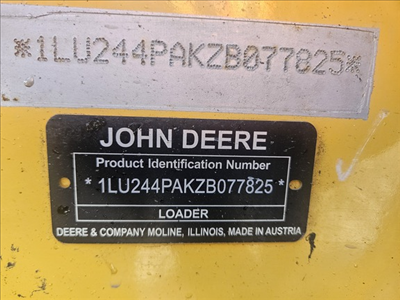 *1LU244PAKZB077825*
JOHN DEERE
Product Identification Number
* 1LU244PAKZB077825 *
LOADER
DEERE & COMPANY MOLINE, ILLINOIS, MADE IN AUSTRIA